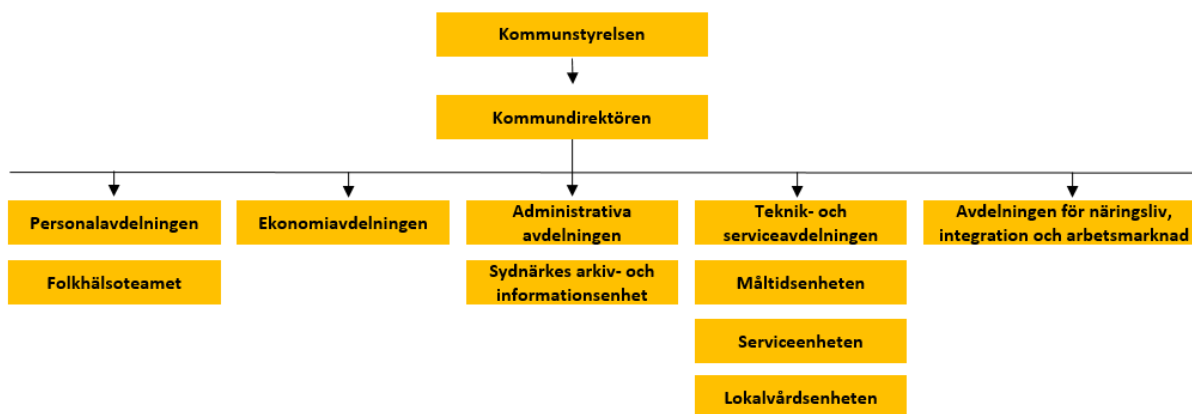 Kommunstyrelsen
Kommundirektören
Personalavdelningen
Ekonomiavdelningen
Administrativa
avdelningen
Teknik- och
serviceavdelningen
Avdelningen för näringsliv,
integration och arbetsmarknad
Folkhälsoteamet
Sydnärkes arkiv- och
informationsenhet
Måltidsenheten
Serviceenheten
Lokalvårdsenheten